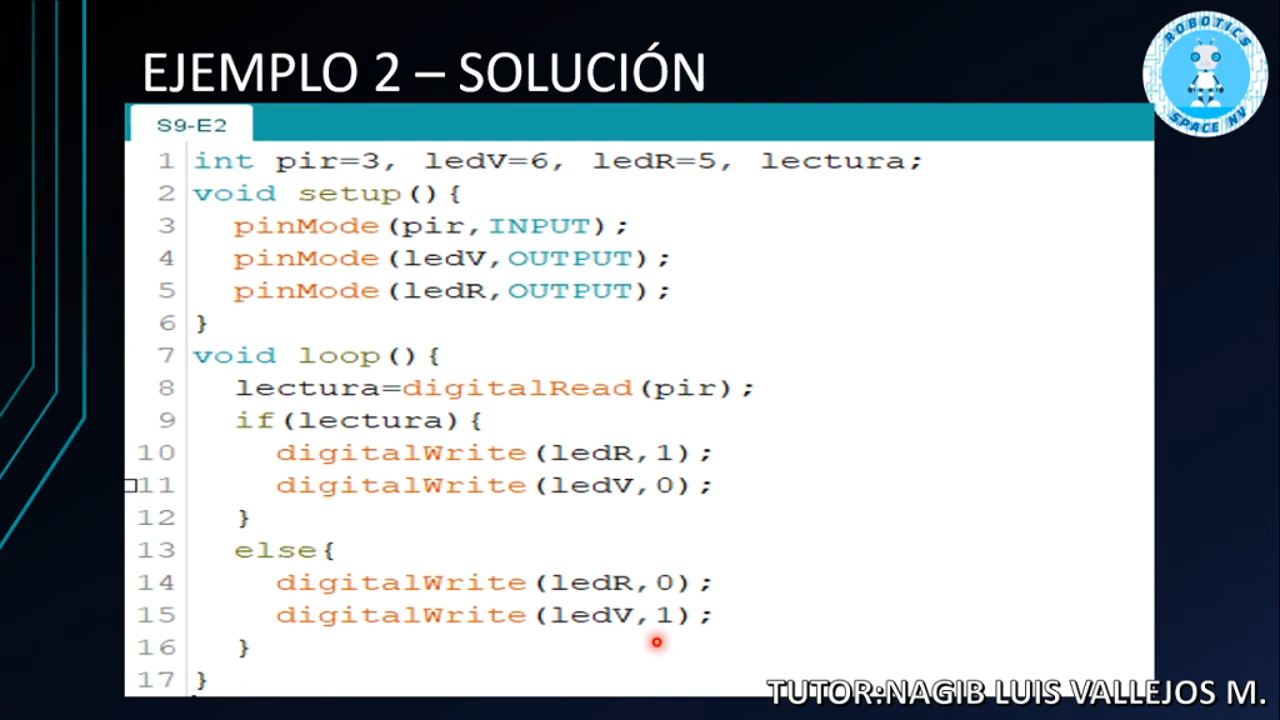 EJEMPLO 2 – SOLUCIÓN
ROBOTICS
SPACE NV
S9-E2
1 int pir=3, ledV=6, ledR=5, lectura;
2 void setup(){
3 pinMode(pir,INPUT);
4 pinMode(ledV,OUTPUT);
5 pinMode(ledR,OUTPUT);
6 }
7 void loop(){
8 lectura=digitalRead(pir);
9 if(lectura){
10 digitalWrite(ledR,1);
11 digitalWrite(ledV,0);
12 }
13 else{
14 digitalWrite(ledR,0);
15 digitalWrite(ledV,1);
16 }
17 }
TUTOR:NAGIB LUIS VALLEJOS M.